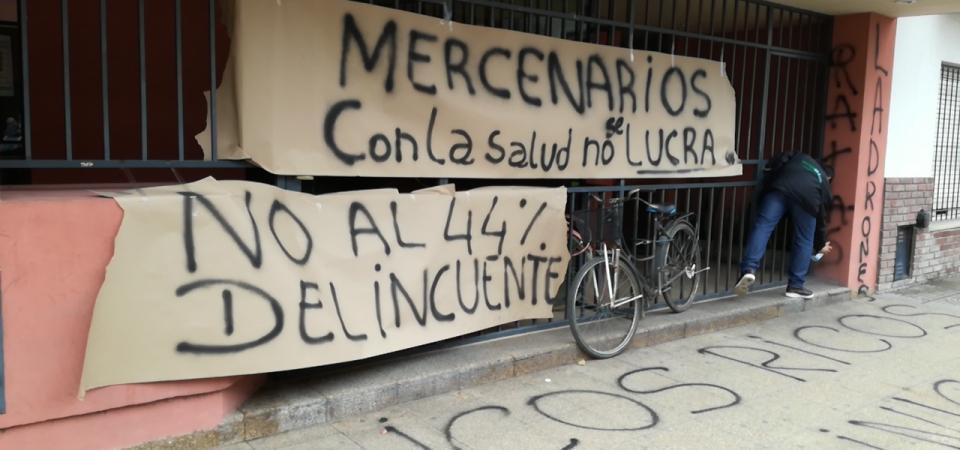 MERCENARIOS
Con la salud no se LUCRA.
NO AL 44%
DELINCUENTE
RATAS
LADRONES
RICOS